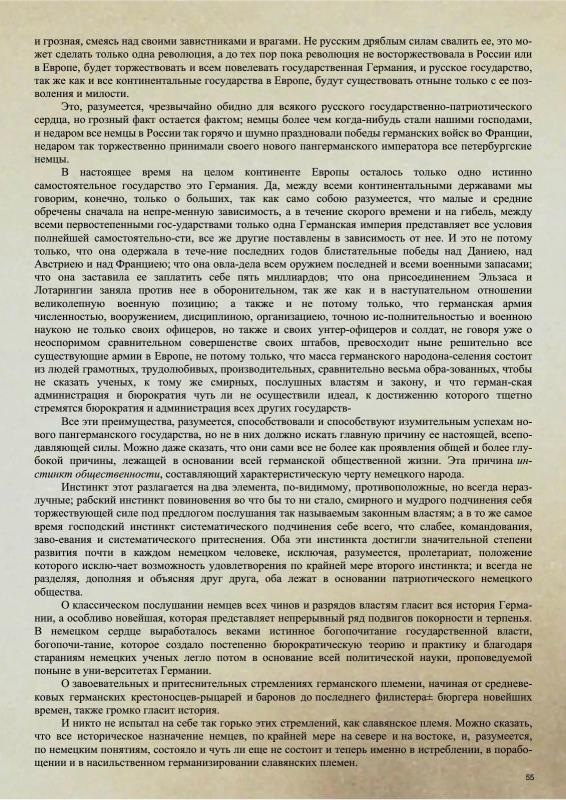 и грозная, смеясь над своими завистниками и врагами. Не русским дряблым силам свалить ее, это мо-
жет сделать только одна революция, а до тех пор пока революция не восторжествовала в России или
в Европе, будет торжествовать и всем повелевать государственная Германия, и русское государство,
так же как и все континентальные государства в Европе, будут существовать отныне только с ее поз-
воления и милости.
Это, разумеется, чрезвычайно обидно для всякого русского государственно-патриотического
сердца, но грозный факт остается фактом; немцы более чем когда-нибудь стали нашими господами,
и недаром все немцы в России так горячо и шумно праздновали победы германских войск во Франции,
недаром так торжественно принимали своего нового пангерманского императора все петербургские
немцы.
В настоящее время на целом континенте Европы осталось только одно истинно
самостоятельное государство это Германия. Да, между всеми континентальными державами мы
говорим, конечно, только о больших, так как само собою разумеется, что малые и средние
обречены сначала на непре-менную зависимость, а в течение скорого времени и на гибель, между
всеми первостепенными гос-ударствами только одна Германская империя представляет все условия
полнейшей самостоятельно-сти, все же другие поставлены в зависимость от нее. И это не потому
только, что она одержала в тече-ние последних годов блистательные победы над Даниею, над
Австриею и над Франциею; что она овла-дела всем оружием последней и всеми военными запасами;
что она заставила ее заплатить себе пять миллиардов; что она присоединением Эльзаса и
Лотарингии заняла против нее в оборонительном, так же как и в наступательном отношении
великолепную военную позицию; а также и не потому только, что германская армия
численностью, вооружением, дисциплиною, организациею, точною ис-полнительностью и военною
наукою не только своих офицеров, но также и своих унтер-офицеров и солдат, не говоря уже о
неоспоримом сравнительном совершенстве своих штабов, превосходит ныне решительно все
существующие армии в Европе, не потому только, что масса германского народона-селения состоит
из людей грамотных, трудолюбивых, производительных, сравнительно весьма обра-зованных, чтобы
не сказать ученых, к тому же смирных, послушных властям и закону, и что герман-ская
администрация и бюрократия чуть ли не осуществили идеал, к достижению которого тщетно
стремятся бюрократия и администрация всех других государств-
Все эти преимущества, разумеется, способствовали и способствуют изумительным успехам но-
вого пангерманского государства, но не в них должно искать главную причину ее настоящей, всепо-
давляющей силы. Можно даже сказать, что они сами все не более как проявления общей и более глу-
бокой причины, лежащей в основании всей германской общественной жизни. Эта причина ин-
стинкт общественности, составляющий характеристическую черту немецкого народа.
Инстинкт этот разлагается на два элемента, по-видимому, противоположные, но всегда нераз-
лучные; рабский инстинкт повиновения во что бы то ни стало, смирного и мудрого подчинения себя
торжествующей силе под предлогом послушания так называемым законным властям; а в то же самое
время господский инстинкт систематического подчинения себе всего, что слабее, командования,
заво-евания и систематического притеснения. Оба эти инстинкта достигли значительной степени
развития почти в каждом немецком человеке, исключая, разумеется, пролетариат, положение
которого исклю-чает возможность удовлетворения по крайней мере второго инстинкта; и всегда не
разделяя, дополняя и объясняя друг друга, оба лежат в основании патриотического немецкого
общества.
О классическом послушании немцев всех чинов и разрядов властям гласит вся история Герма-
нии, а особливо новейшая, которая представляет непрерывный ряд подвигов покорности и терпенья.
В немецком сердце выработалось веками истинное богопочитание государственной власти,
богопочи-тание, которое создало постепенно бюрократическую теорию и практику и благодаря
стараниям немецких ученых легло потом в основание всей политической науки, проповедуемой
поныне в уни-верситетах Германии.
О завоевательных и притеснительных стремлениях германского племени, начиная от средневе-
ковых германских крестоносцев-рыцарей и баронов до последнего филистера± бюргера новейших
времен, также громко гласит история.
И никто не испытал на себе так горько этих стремлений, как славянское племя. Можно сказать,
что все историческое назначение немцев, по крайней мере на севере и на востоке, и, разумеется,
по немецким понятиям, состояло и чуть ли еще не состоит и теперь именно в истреблении, в порабо-
щении и в насильственном германизировании славянских племен.
55